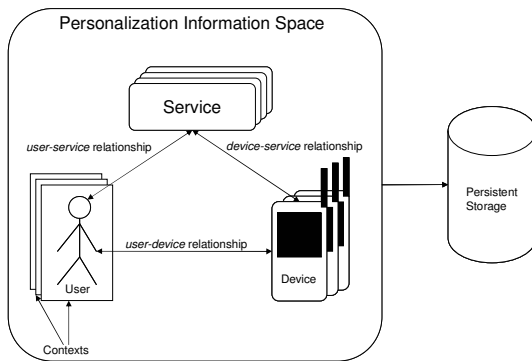 Personalization Information Space
Service
user-service relationship
device-service relationship
Persistent
Storage
user-device relationship
User
Device
Contexts